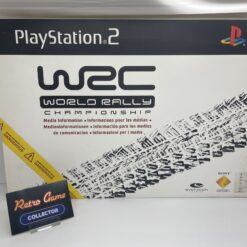 PlayStation 2
WRC
WORLD RALLY
CHAMPIONSHIP
Media Information • Informations pour les médias •
Medieninformationen • Información para los medios
de comunicación • Informazioni per i media •
Retro Game
COLLECTOR
SONY